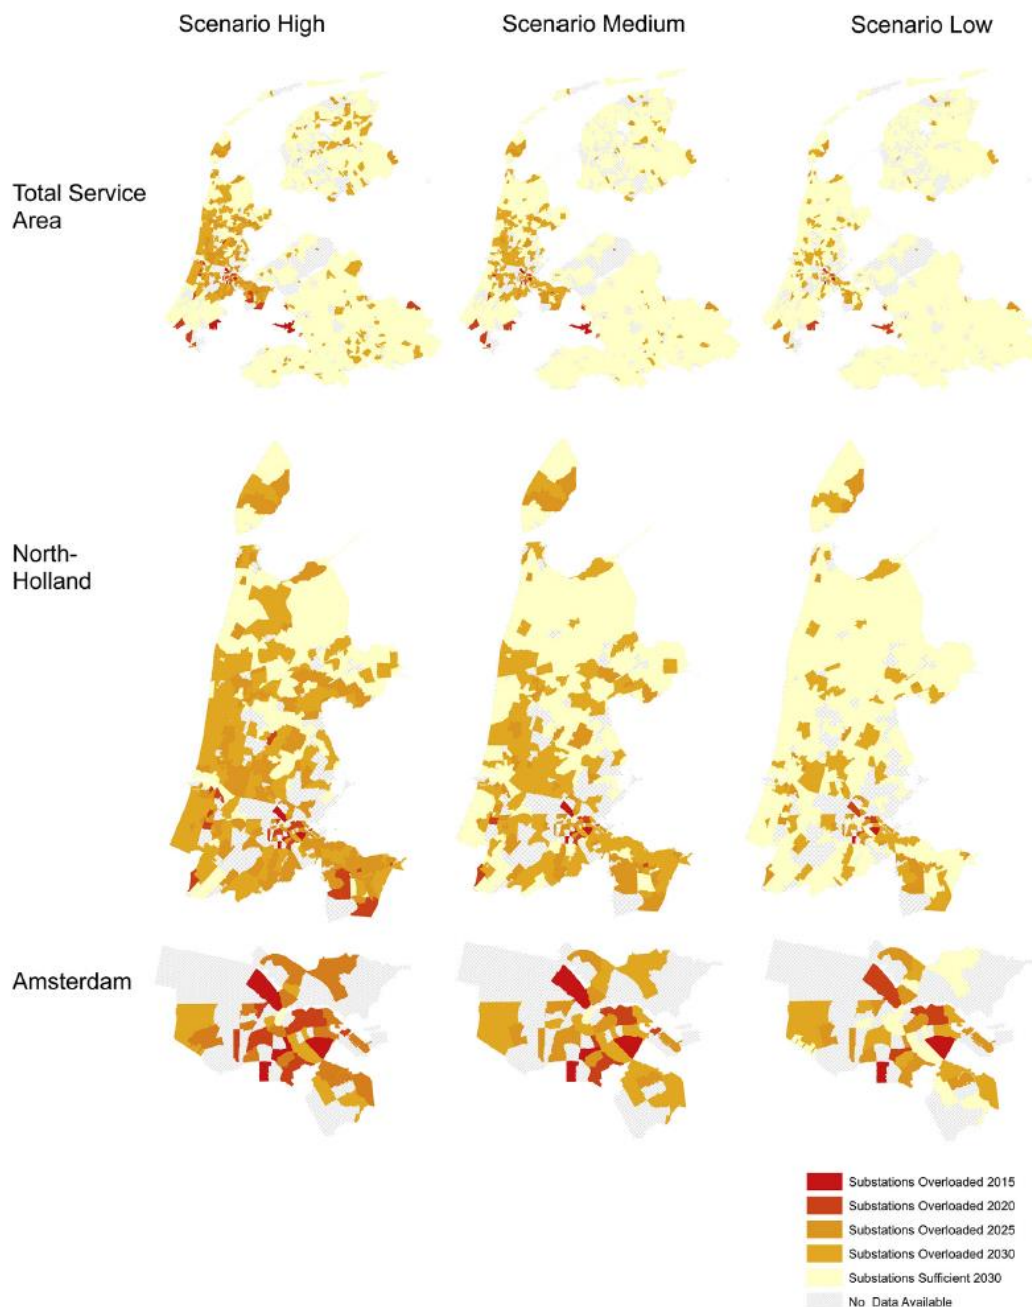 Scenario High
Scenario Medium
Scenario Low
Total Service
Area
North-
Holland
Amsterdam
Substations Overloaded 2015
Substations Overloaded 2020
Substations Overloaded 2025
Substations Overloaded 2030
Substations Sufficient 2030
No Data Available